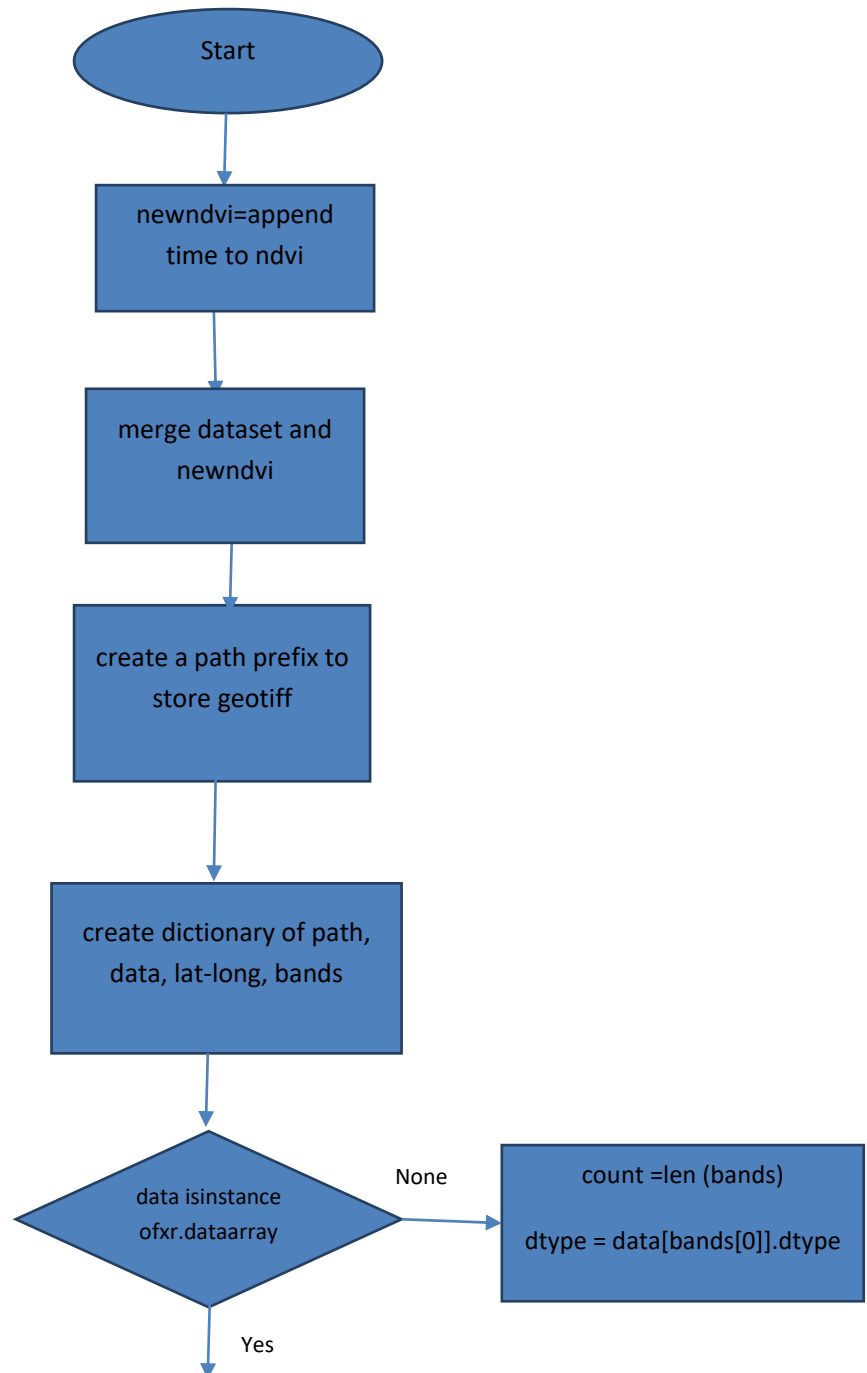 Start
newndvi=append
time to ndvi
merge dataset and
newndvi
create a path prefix to
store geotiff
create dictionary of path,
data, lat-long, bands
data isinstance
ofxr.dataarray
None
count =len (bands)
dtype = data[bands[0]].dtype
Yes